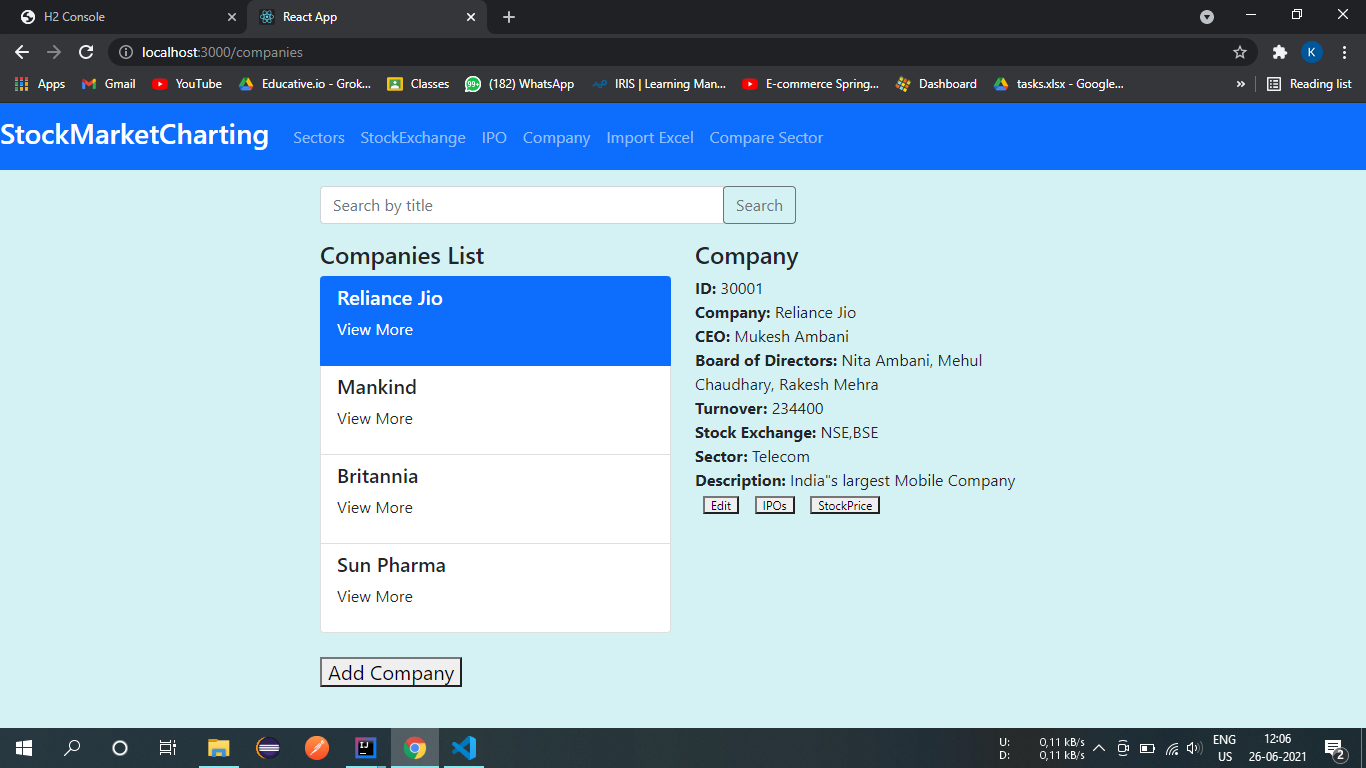 H2 Console
React App
localhost:3000/companies
K
Apps
Gmail
YouTube
Educative.io - Grok...
Classes
99+
(182) WhatsApp
IRIS | Learning Man...
E-commerce Spring...
Dashboard
tasks.xlsx - Google...
»
Reading list
StockMarketCharting
Sectors
StockExchange
IPO
Company
Import Excel
Compare Sector
Search by title
Search
Companies List
Reliance Jio
View More
Mankind
View More
Britannia
View More
Sun Pharma
View More
Add Company
Company
ID: 30001
Company: Reliance Jio
CEO: Mukesh Ambani
Board of Directors: Nita Ambani, Mehul
Chaudhary, Rakesh Mehra
Turnover: 234400
Stock Exchange: NSE,BSE
Sector: Telecom
Description: India"s largest Mobile Company
Edit
IPOs
StockPrice
IJ
U: 0,11 kB/s
D: 0,11 kB/s
ENG
US
12:06
26-06-2021
2